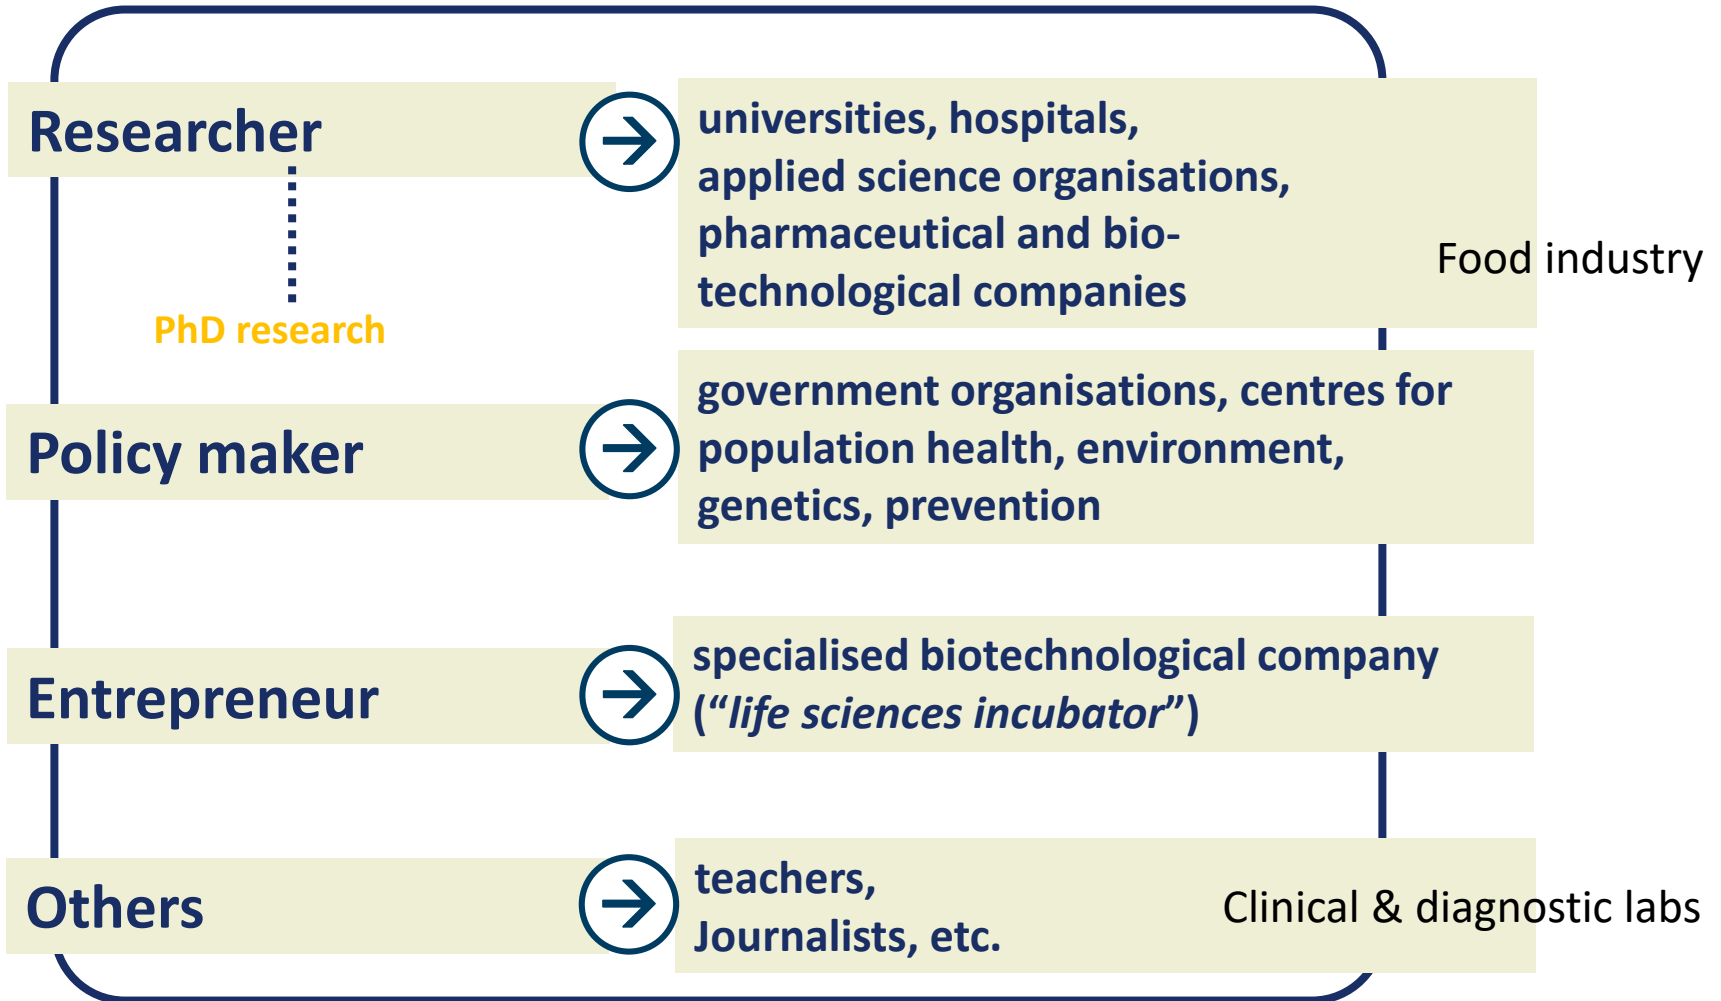 Researcher
universities, hospitals,
applied science organisations,
pharmaceutical and bio-
technological companies
Food industry
PhD research
Policy maker
government organisations, centres for
population health, environment,
genetics, prevention
Entrepreneur
specialised biotechnological company
(“life sciences incubator”)
Others
teachers,
Journalists, etc.
Clinical & diagnostic labs